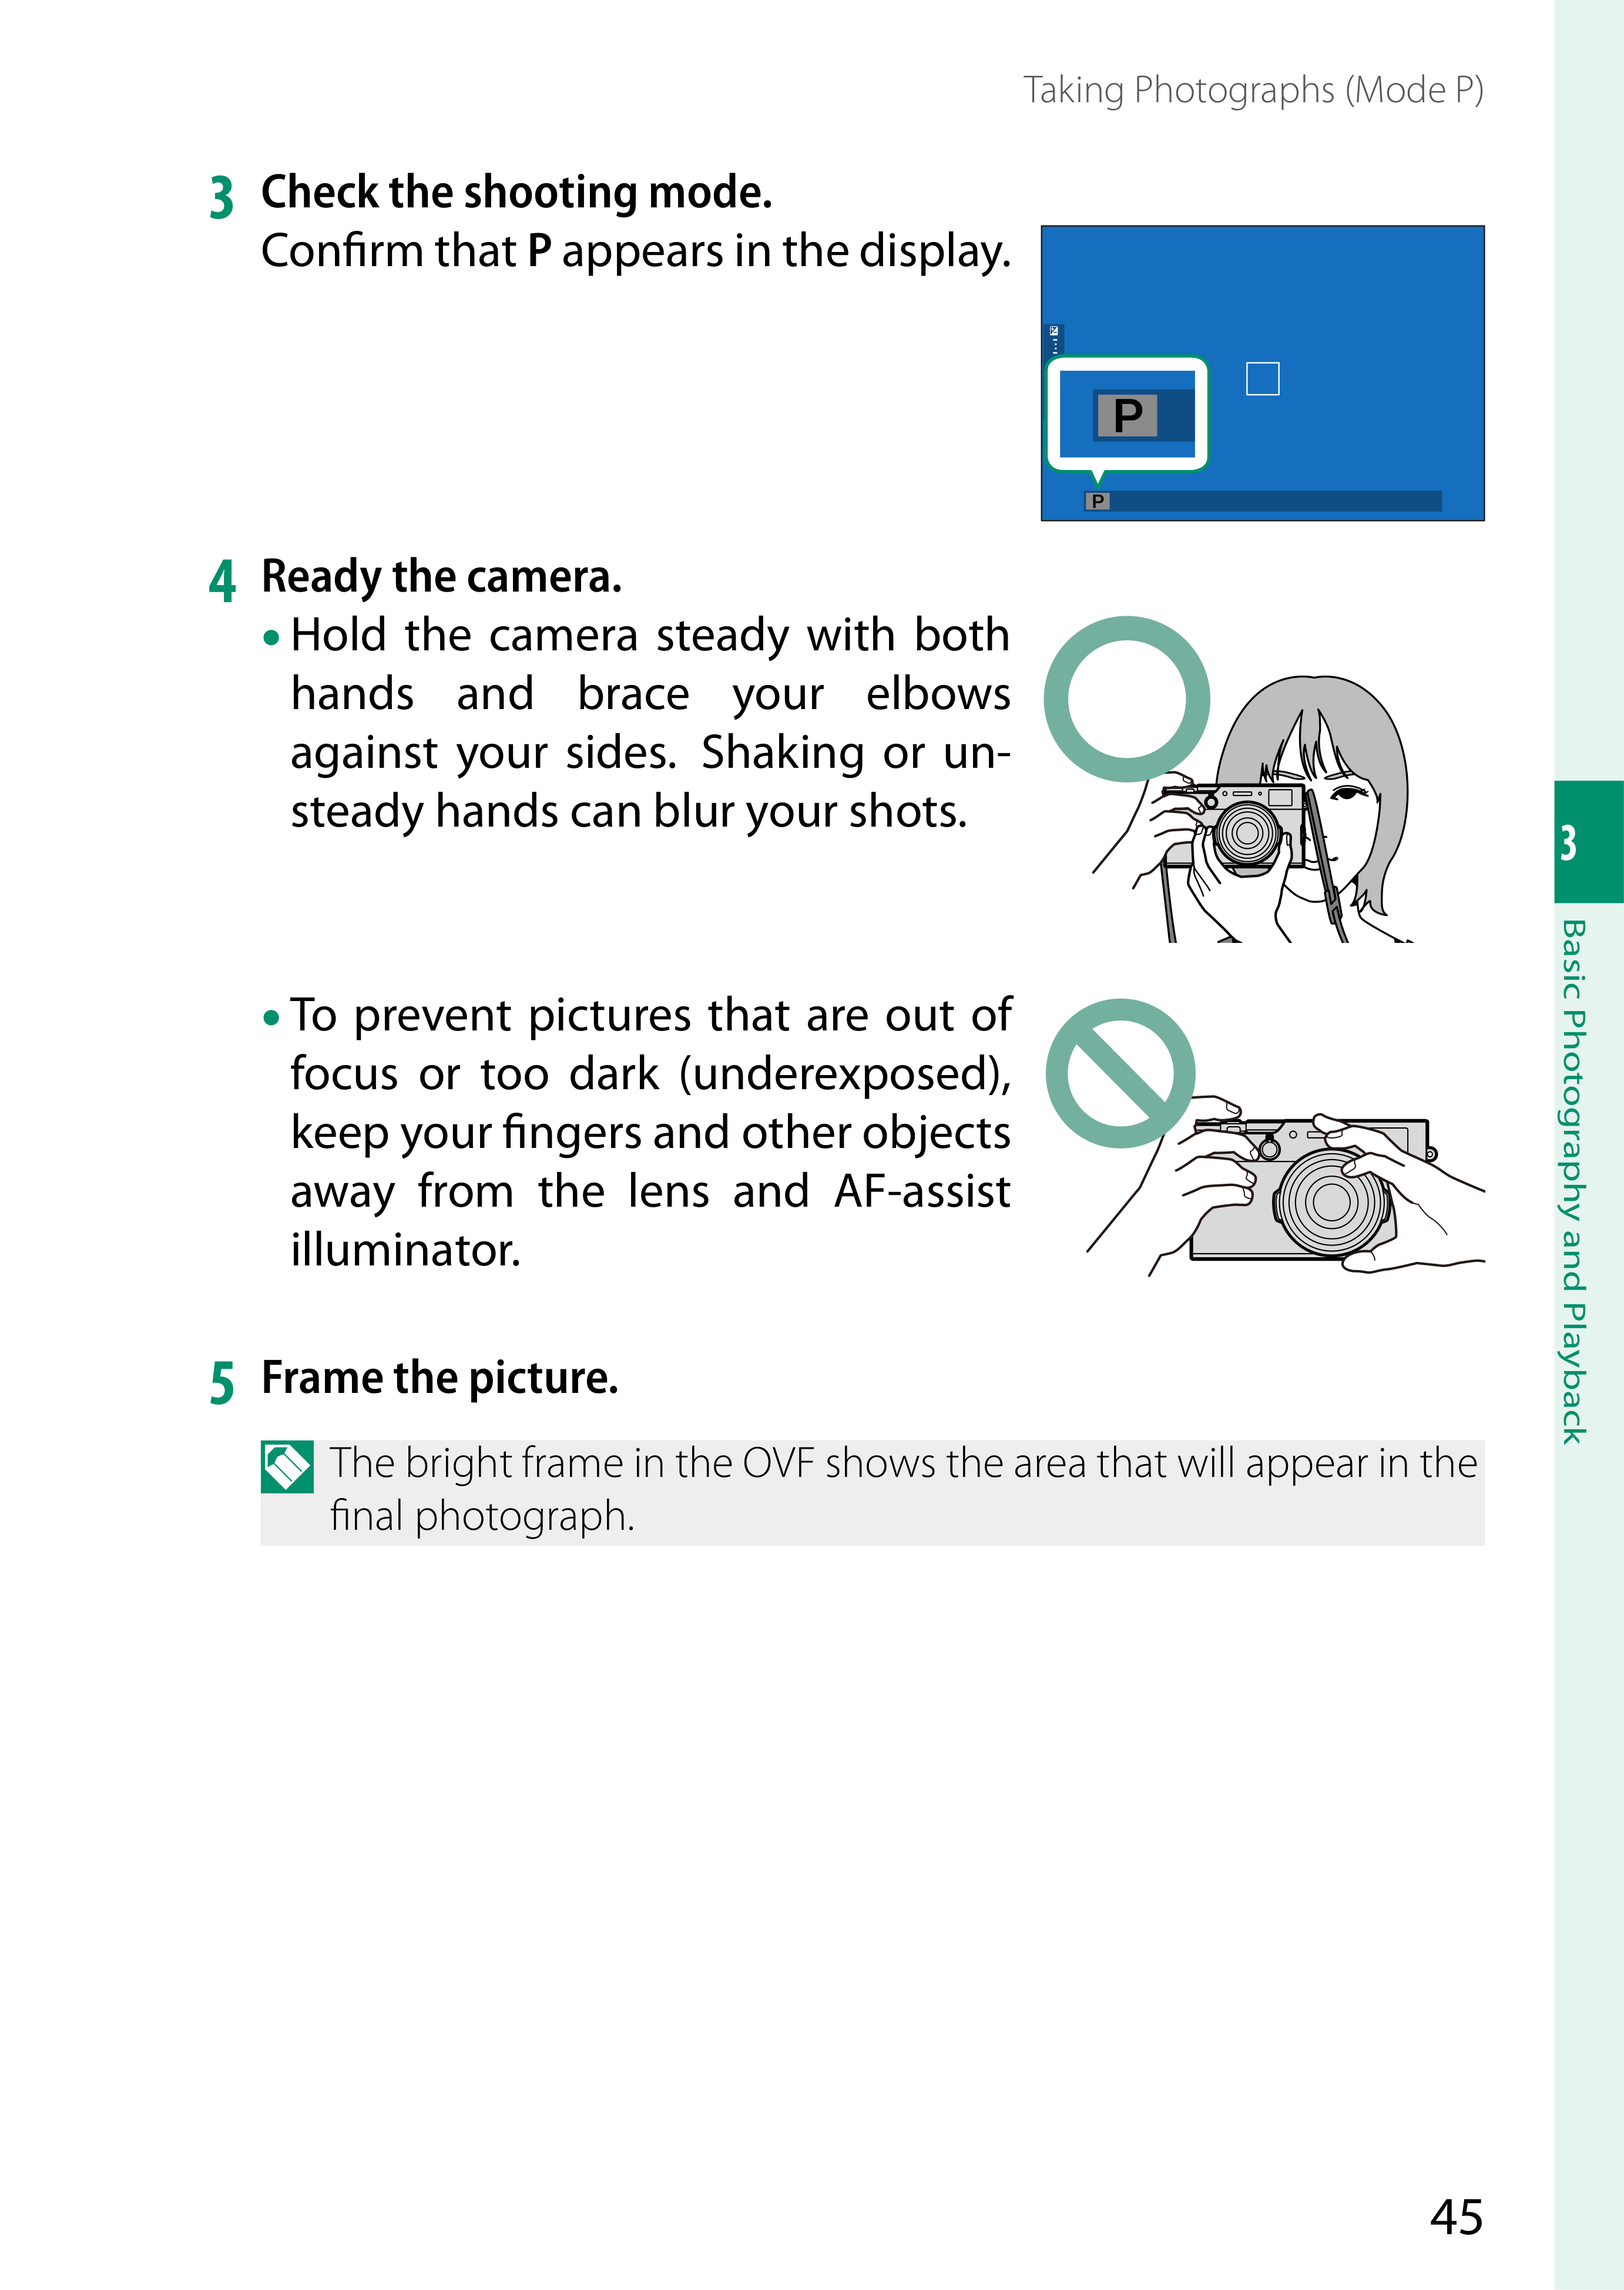 Taking Photographs (Mode P)
3 Check the shooting mode.
Confirm that P appears in the display.
P
P
4 Ready the camera.
• Hold the camera steady with both
hands and brace your elbows
against your sides. Shaking or un-
steady hands can blur your shots.
• To prevent pictures that are out of
focus or too dark (underexposed),
keep your fingers and other objects
away from the lens and AF-assist
illuminator.
5 Frame the picture.
The bright frame in the OVF shows the area that will appear in the
final photograph.
3
Basic Photography and Playback
45